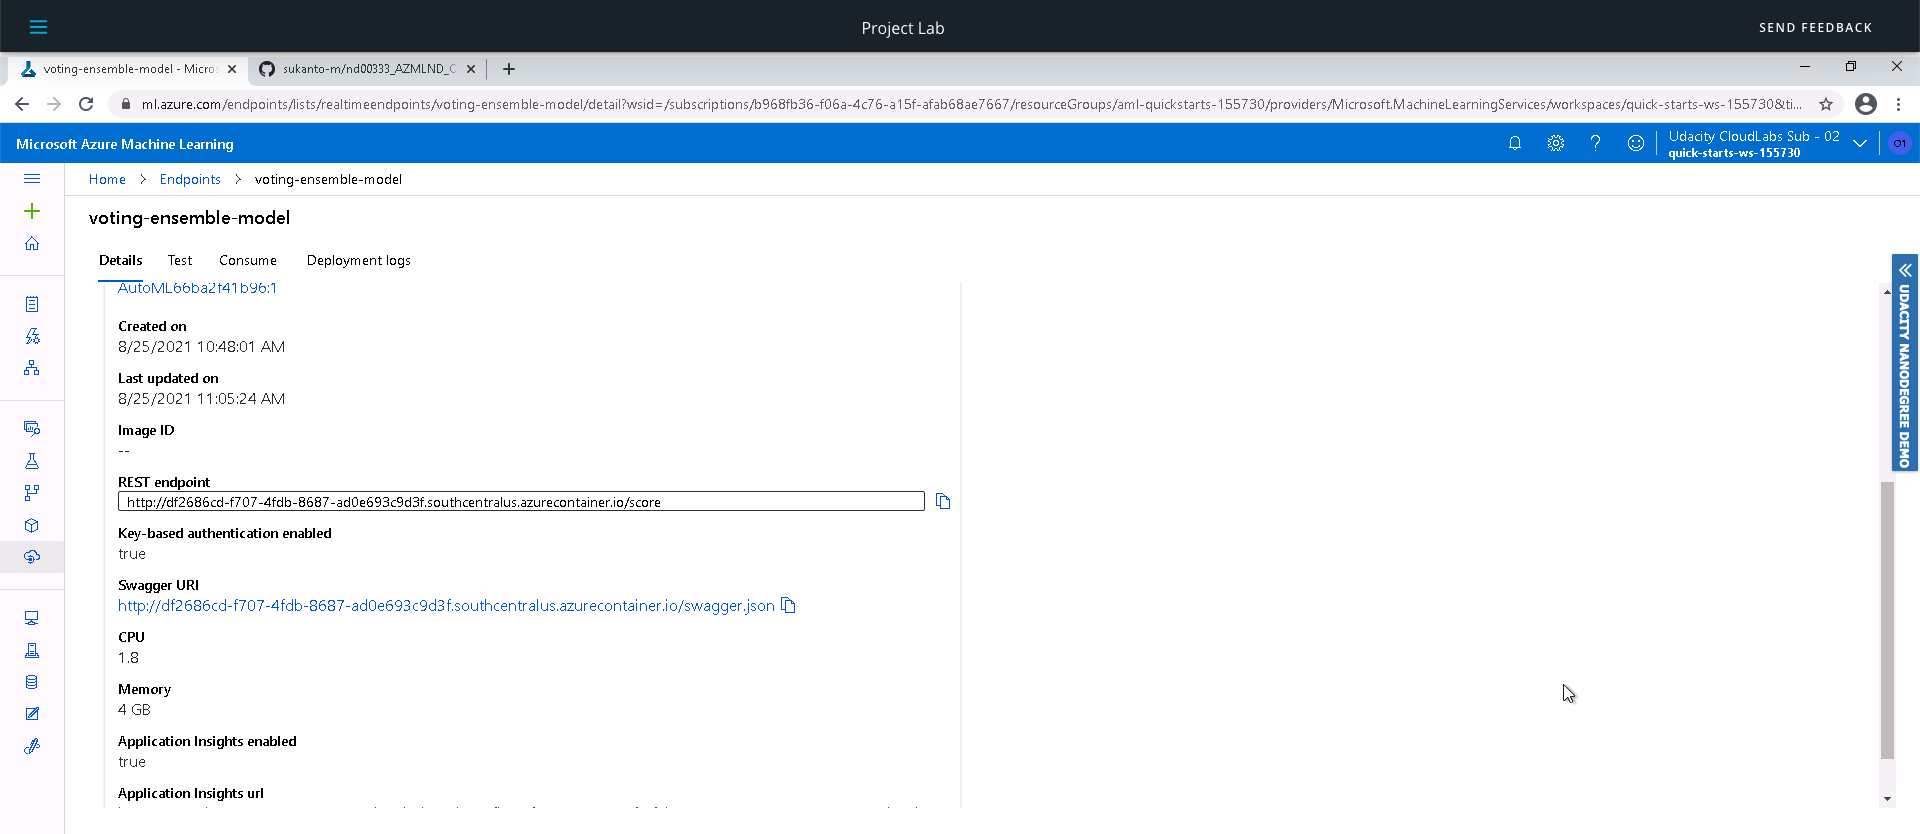 Project Lab
SEND FEEDBACK
voting-ensemble-model - Micros
sukanto-m/nd00333_AZMLND_C
ml.azure.com/endpoints/lists/realtimeendpoints/voting-ensemble-model/detail?wsid=/subscriptions/b968fb36-f06a-4c76-a15f-afab68ae7667/resourceGroups/aml-quickstarts-155730/providers/Microsoft.MachineLearningServices/workspaces/quick-starts-ws-155730&ti...
Microsoft Azure Machine Learning
Udacity CloudLabs Sub - 02
quick-starts-ws-155730
O1
Home > Endpoints > voting-ensemble-model
voting-ensemble-model
Details Test Consume Deployment logs
AutoML66ba2f41b96:1
Created on
8/25/2021 10:48:01 AM
Last updated on
8/25/2021 11:05:24 AM
Image ID
--
REST endpoint
http://df2686cd-f707-4fdb-8687-ad0e693c9d3f.southcentralus.azurecontainer.io/score
Key-based authentication enabled
true
Swagger URI
http://df2686cd-f707-4fdb-8687-ad0e693c9d3f.southcentralus.azurecontainer.io/swagger.json
CPU
1.8
Memory
4 GB
Application Insights enabled
true
Application Insights url
UDACITY NANODEGREE DEMO